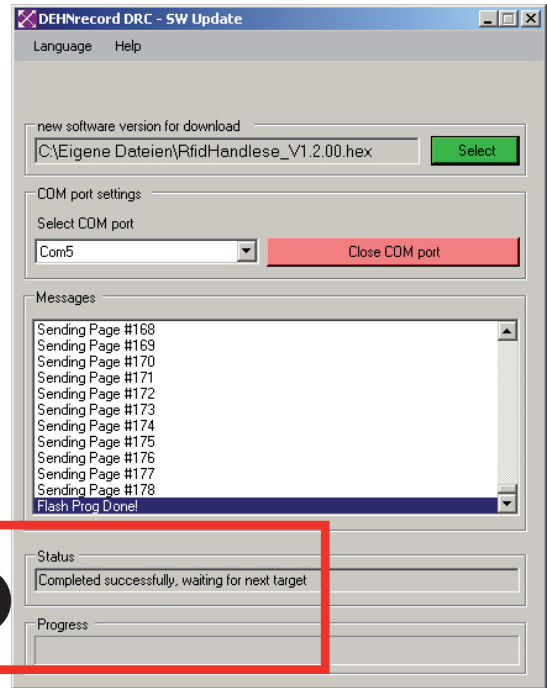 DEHNrecord DRC - SW Update
Language Help
new software version for download
C:\Eigene Dateien\RfidHandlese_V1.2.00.hex Select
COM port settings
Select COM port
Com5 Close COM port
Messages
Sending Page #168
Sending Page #169
Sending Page #170
Sending Page #171
Sending Page #172
Sending Page #173
Sending Page #174
Sending Page #175
Sending Page #176
Sending Page #177
Sending Page #178
Flash Prog Done!
Status
Completed successfully, waiting for next target
Progress